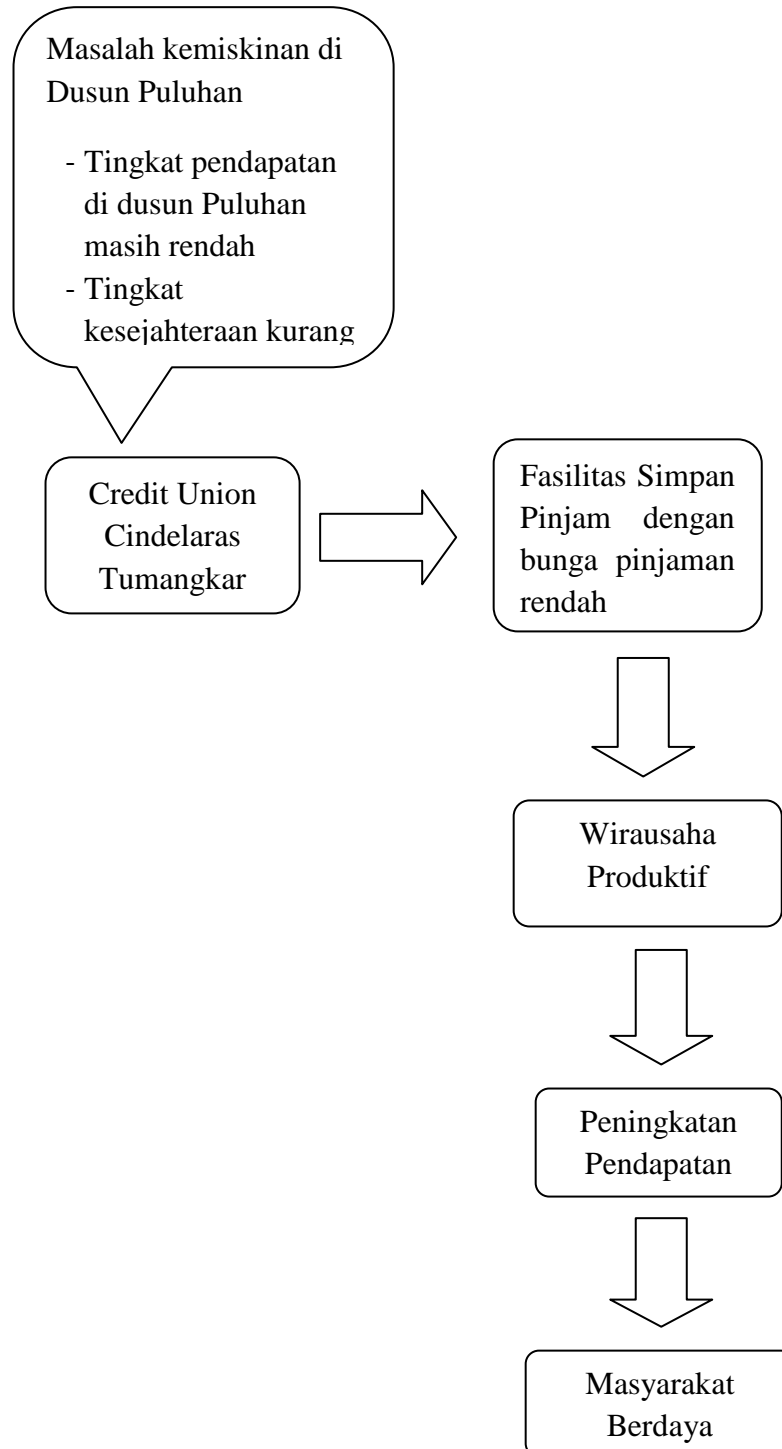 Masalah kemiskinan di
Dusun Puluhan
- Tingkat pendapatan
di dusun Puluhan
masih rendah
- Tingkat
kesejahteraan kurang
Credit Union
Cindelaras
Tumangkar
Fasilitas Simpan
Pinjam dengan
bunga pinjaman
rendah
Wirausaha
Produktif
Peningkatan
Pendapatan
Masyarakat
Berdaya